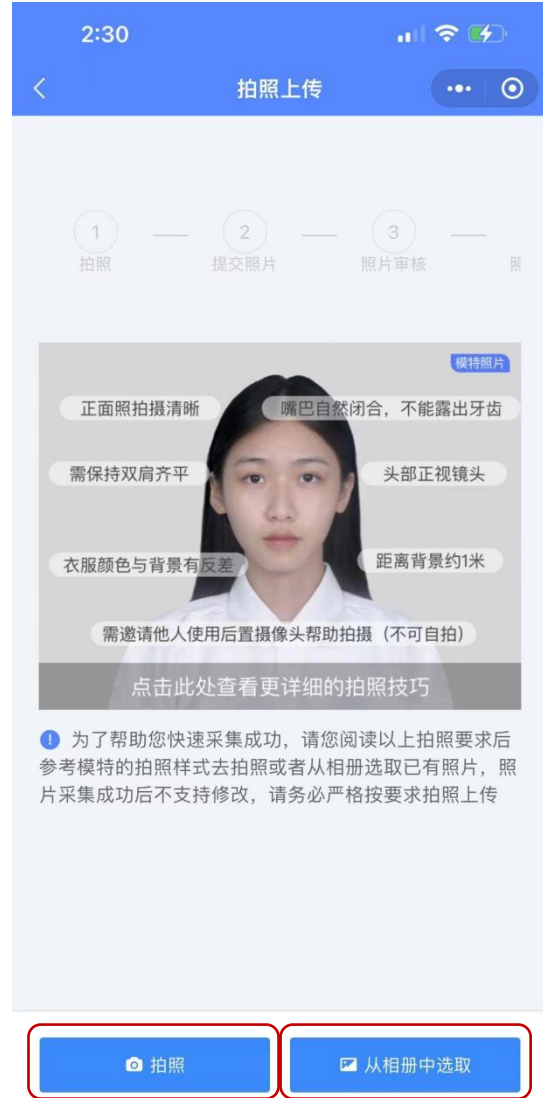 2:30
拍照上传
1
2
3
拍照
提交照片
照片审核
照
模特照片
正面照拍摄清晰
嘴巴自然闭合，不能露出牙齿
需保持双肩齐平
头部正视镜头
衣服颜色与背景有反差
距离背景约1米
需邀请他人使用后置摄像头帮助拍摄（不可自拍）
点击此处查看更详细的拍照技巧
为了帮助您快速采集成功，请您阅读以上拍照要求后
参考模特的拍照样式去拍照或者从相册选取已有照片，照
片采集成功后不支持修改，请务必严格按要求拍照上传
拍照
从相册中选取